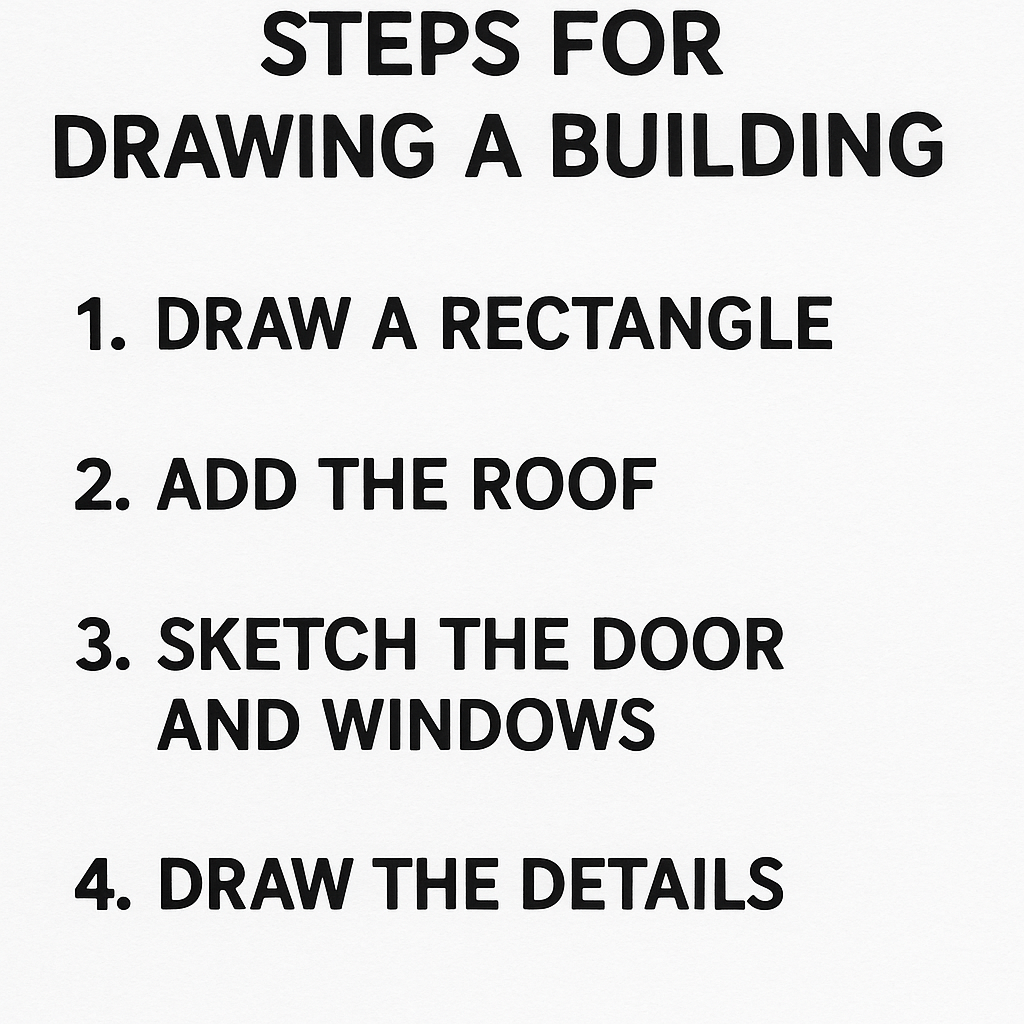 STEPS FOR
DRAWING A BUILDING
1. DRAW A RECTANGLE
2. ADD THE ROOF
3. SKETCH THE DOOR
AND WINDOWS
4. DRAW THE DETAILS